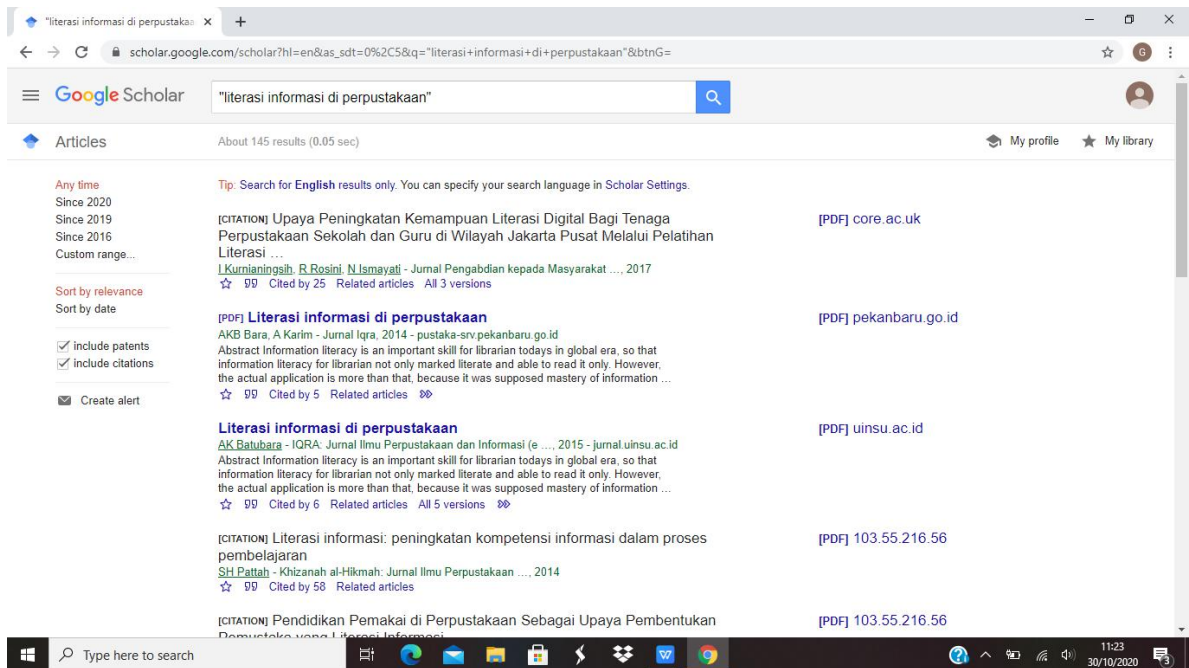 "literasi informasi di perpustakaa
scholar.google.com/scholar?hl=en&as_sdt=0%2C5&q="literasi+informasi+di+perpustakaan"&btnG=
G
Google Scholar
"literasi informasi di perpustakaan"
Articles
About 145 results (0.05 sec)
My profile
My library
Any time
Since 2020
Since 2019
Since 2016
Custom range...
Sort by relevance
Sort by date
include patents
include citations
Create alert
Tip: Search for English results only. You can specify your search language in Scholar Settings.
[CITATION] Upaya Peningkatan Kemampuan Literasi Digital Bagi Tenaga
Perpustakaan Sekolah dan Guru di Wilayah Jakarta Pusat Melalui Pelatihan
Literasi …
I Kurnianingsih, R Rosini, N Ismayati - Jurnal Pengabdian kepada Masyarakat …, 2017
Cited by 25 Related articles All 3 versions
[PDF] core.ac.uk
[PDF] Literasi informasi di perpustakaan
AKB Bara, A Karim - Jurnal Iqra, 2014 - pustaka-srv.pekanbaru.go.id
Abstract Information literacy is an important skill for librarian todays in global era, so that
information literacy for librarian not only marked literate and able to read it only. However,
the actual application is more than that, because it was supposed mastery of information …
Cited by 5 Related articles
[PDF] pekanbaru.go.id
Literasi informasi di perpustakaan
AK Batubara - IQRA: Jurnal Ilmu Perpustakaan dan Informasi (e …, 2015 - jurnal.uinsu.ac.id
Abstract Information literacy is an important skill for librarian todays in global era, so that
information literacy for librarian not only marked literate and able to read it only. However,
the actual application is more than that, because it was supposed mastery of information …
Cited by 6 Related articles All 5 versions
[PDF] uinsu.ac.id
[CITATION] Literasi informasi: peningkatan kompetensi informasi dalam proses
pembelajaran
SH Pattah - Khizanah al-Hikmah: Jurnal Ilmu Perpustakaan …, 2014
Cited by 58 Related articles
[PDF] 103.55.216.56
[CITATION] Pendidikan Pemakai di Perpustakaan Sebagai Upaya Pembentukan
Pemustaka yang Literasi Informasi
[PDF] 103.55.216.56
Type here to search
11:23
30/10/2020
3